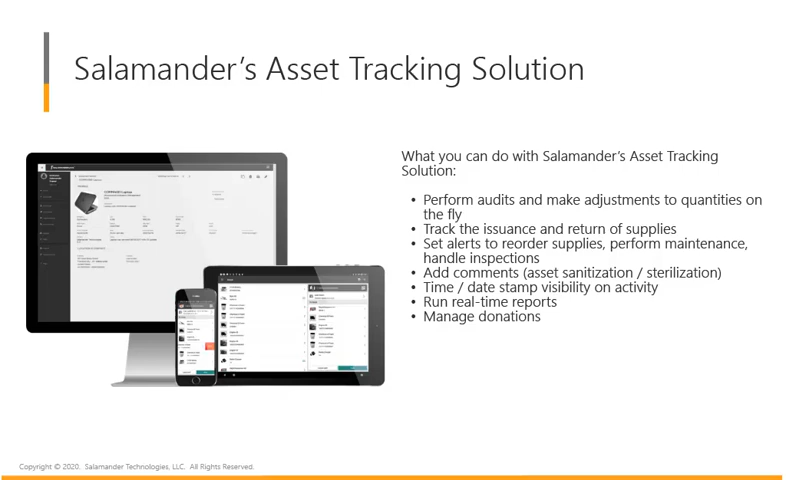 Salamander’s Asset Tracking Solution
What you can do with Salamander’s Asset Tracking
Solution:
• Perform audits and make adjustments to quantities on
the fly
• Track the issuance and return of supplies
• Set alerts to reorder supplies, perform maintenance,
handle inspections
• Add comments (asset sanitization / sterilization)
• Time / date stamp visibility on activity
• Run real-time reports
• Manage donations
Copyright © 2020. Salamander Technologies, LLC. All Rights Reserved.